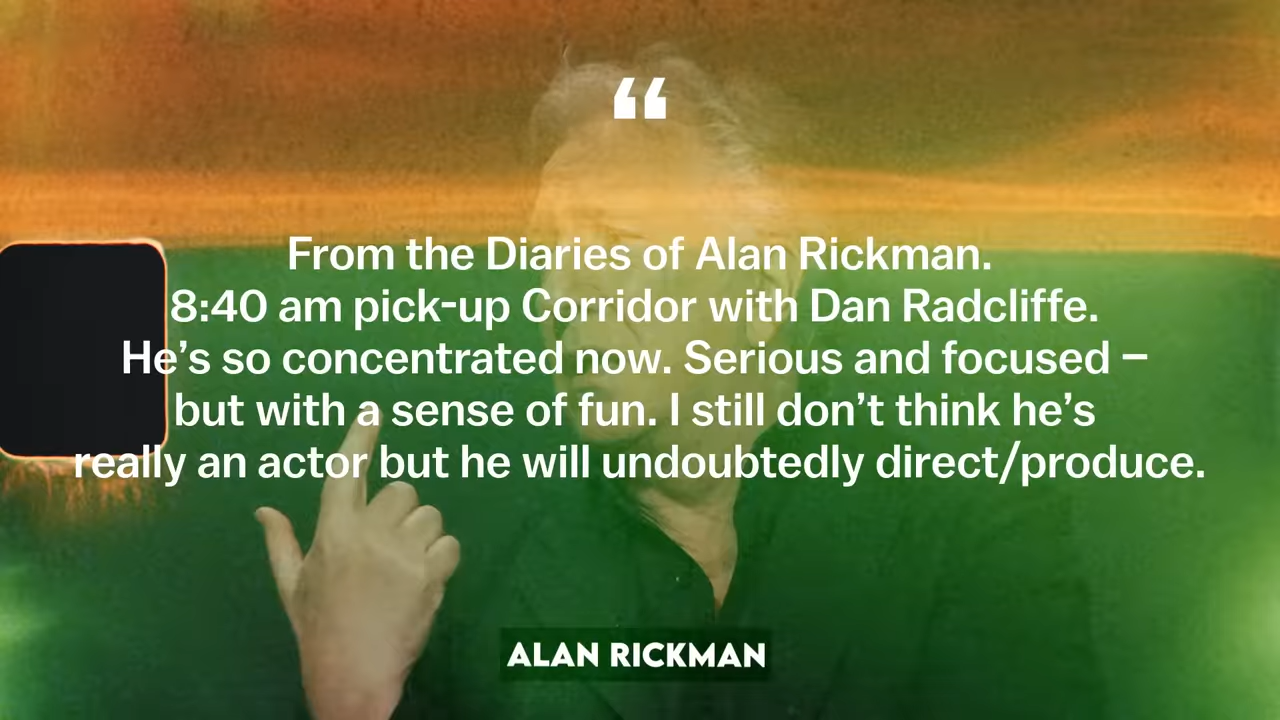 “
From the Diaries of Alan Rickman.
8:40 am pick-up Corridor with Dan Radcliffe.
He’s so concentrated now. Serious and focused –
but with a sense of fun. I still don’t think he’s
really an actor but he will undoubtedly direct/produce.
ALAN RICKMAN